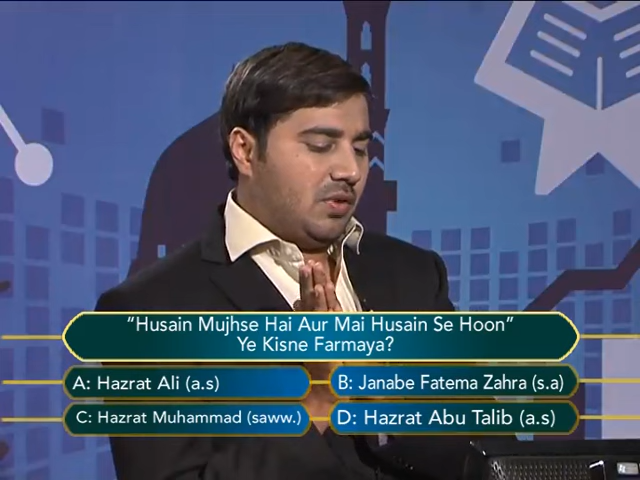 “Husain Mujhse Hai Aur Mai Husain Se Hoon”
Ye Kisne Farmaya?
A: Hazrat Ali (a.s)
B: Janabe Fatema Zahra (s.a)
C: Hazrat Muhammad (saww.)
D: Hazrat Abu Talib (a.s)